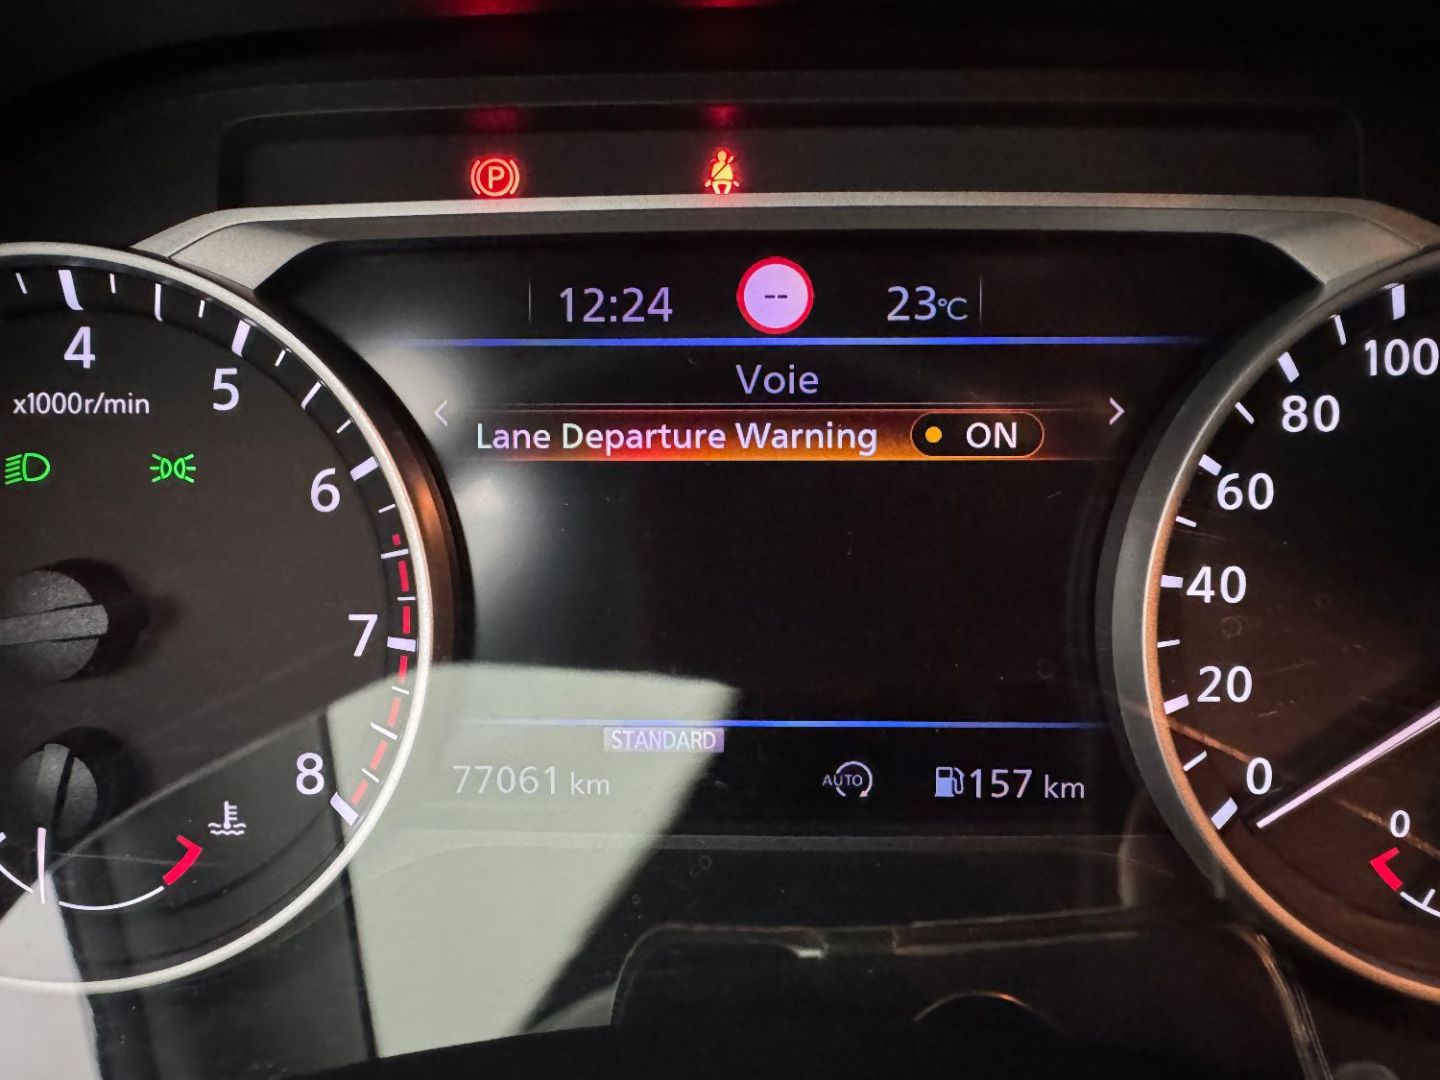 P
12:24 -- 23°C
Voie
Lane Departure Warning ON
STANDARD
77061 km AUTO 157 km
4
5
x1000r/min
6
7
8
100
80
60
40
20
0
0